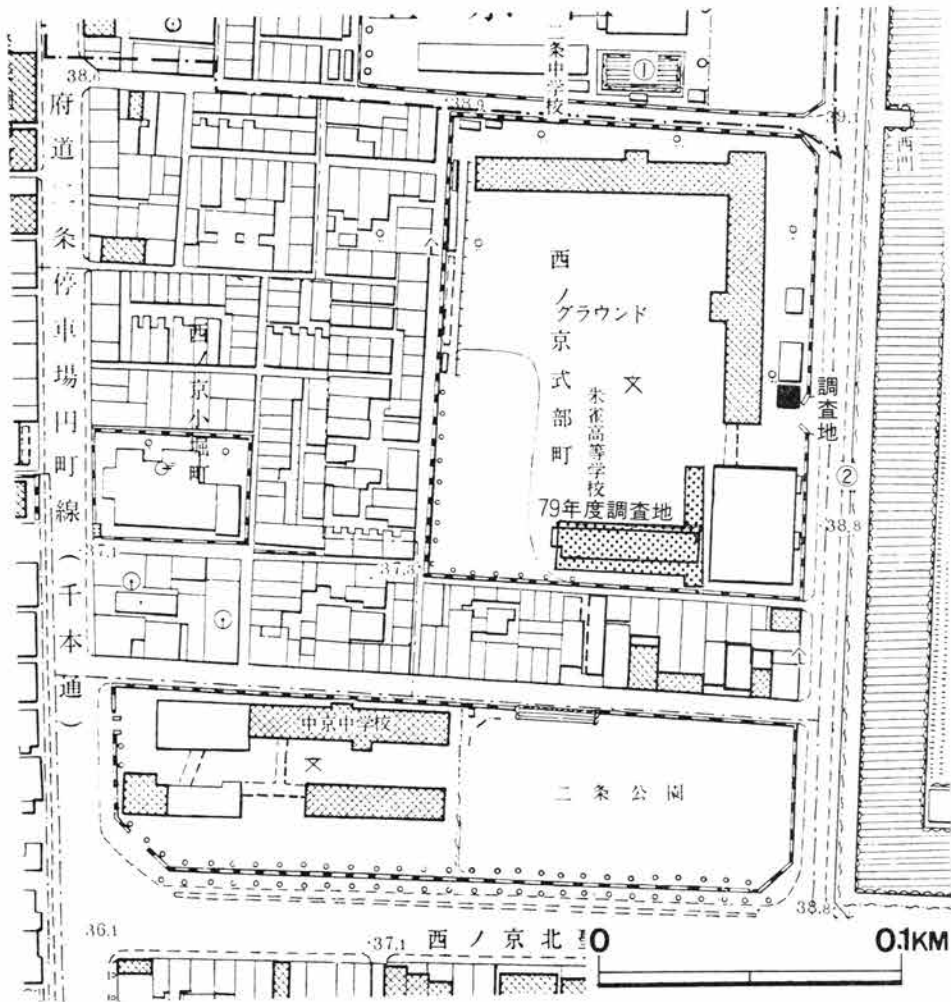 二条中学校
①
38.9
39.1
西門
府道二条停車場円町線(千本通)
西ノ京式部町
グラウンド
文
朱雀高等学校
西ノ京小堀町
調査地
②
79年度調査地
38.8
37.1
37.3
中京中学校
文
二条公園
38.8
36.1
37.1
西ノ京北聖
0
0.1KM